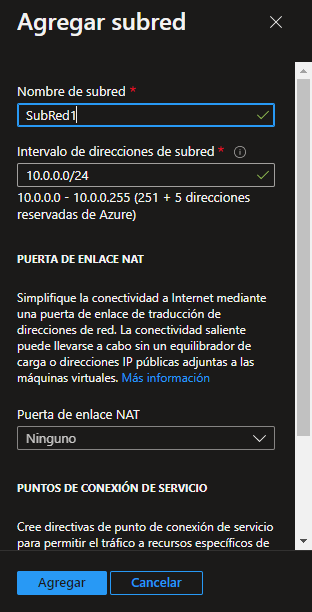 Agregar subred
Nombre de subred *
SubRed1
Intervalo de direcciones de subred *
10.0.0.0/24
10.0.0.0 - 10.0.0.255 (251 + 5 direcciones
reservadas de Azure)
PUERTA DE ENLACE NAT
Simplifique la conectividad a Internet mediante
una puerta de enlace de traducción de
direcciones de red. La conectividad saliente
puede llevarse a cabo sin un equilibrador de
carga o direcciones IP públicas adjuntas a las
máquinas virtuales. Más información
Puerta de enlace NAT
Ninguno
PUNTOS DE CONEXIÓN DE SERVICIO
Cree directivas de punto de conexión de servicio
para permitir el tráfico a recursos específicos de
Agregar
Cancelar